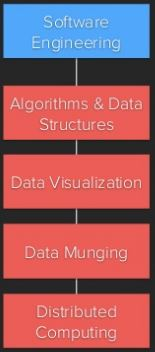 Software
Engineering
Algorithms & Data
Structures
Data Visualization
Data Munging
Distributed
Computing